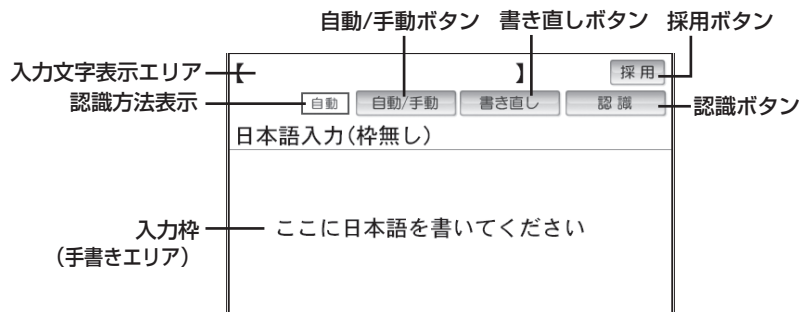 自動/手動ボタン 書き直しボタン 採用ボタン
入力文字表示エリア 【 】 採用
認識方法表示 自動 自動/手動 書き直し 認識 認識ボタン
日本語入力(枠無し)
入力枠 ここに日本語を書いてください
(手書きエリア)